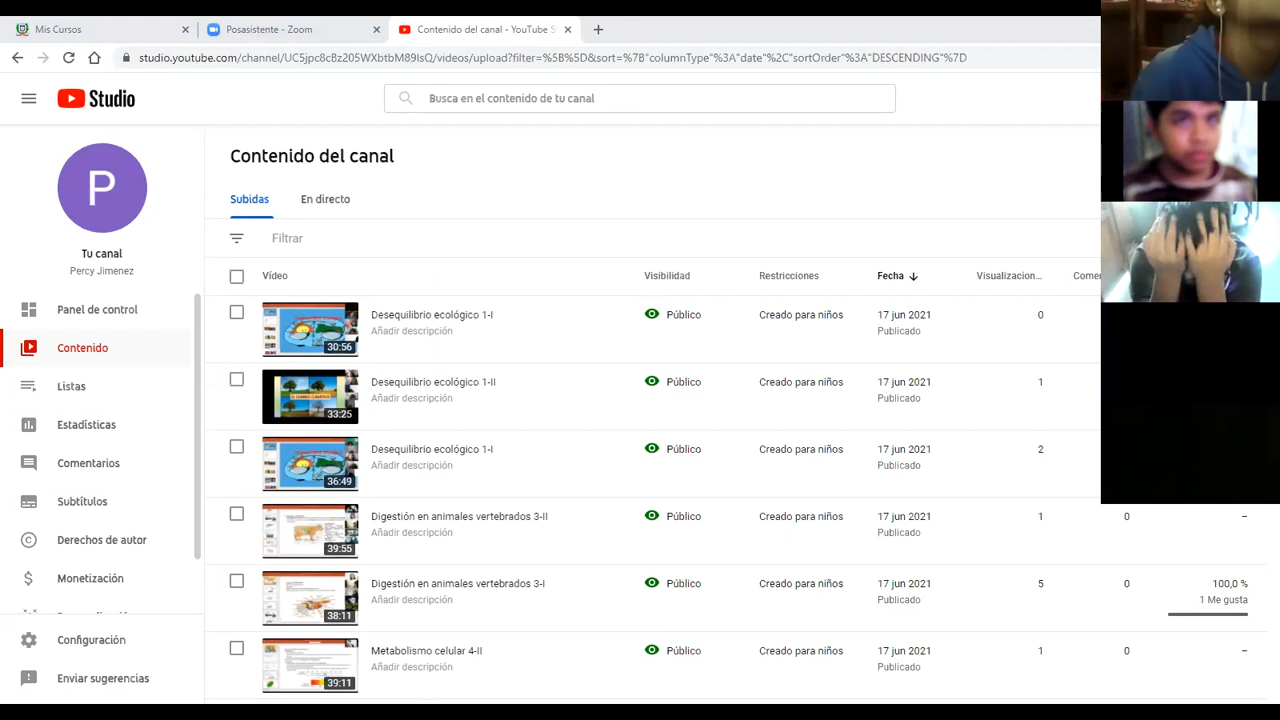 Mis Cursos
Posasistente - Zoom
Contenido del canal - YouTube S
studio.youtube.com/channel/UC5jpc8cBz205WXbtbM89IsQ/videos/upload?filter=%5B%5D&sort=%7B"columnType"%3A"date"%2C"sortOrder"%3A"DESCENDING"%7D
Studio
Busca en el contenido de tu canal
P
Tu canal
Percy Jimenez
Panel de control
Contenido
Listas
Estadísticas
Comentarios
Subtítulos
Derechos de autor
Monetización
Configuración
Enviar sugerencias
Contenido del canal
Subidas En directo
Filtrar
Vídeo Visibilidad Restricciones Fecha Visualizacion... Come
Desequilibrio ecológico 1-I Público Creado para niños 17 jun 2021 0
Añadir descripción Publicado
30:56
Desequilibrio ecológico 1-II Público Creado para niños 17 jun 2021 1
Añadir descripción Publicado
EL CAMBIO CLIMÁTICO
33:25
Desequilibrio ecológico 1-I Público Creado para niños 17 jun 2021 2
Añadir descripción Publicado
36:49
Digestión en animales vertebrados 3-II Público Creado para niños 17 jun 2021 1 0 –
Añadir descripción Publicado
39:55
Digestión en animales vertebrados 3-I Público Creado para niños 17 jun 2021 5 0 100,0 %
Añadir descripción Publicado 1 Me gusta
38:11
Metabolismo celular 4-II Público Creado para niños 17 jun 2021 1 0 –
Añadir descripción Publicado
39:11